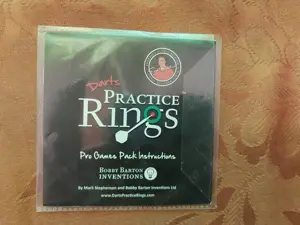 Darts
PRACTICE
Rings
Pro Games Pack Instructions
BOBBY BARTON
INVENTIONS
By Mark Stephenson and Bobby Barton Inventions Ltd
www.DartsPracticeRings.com